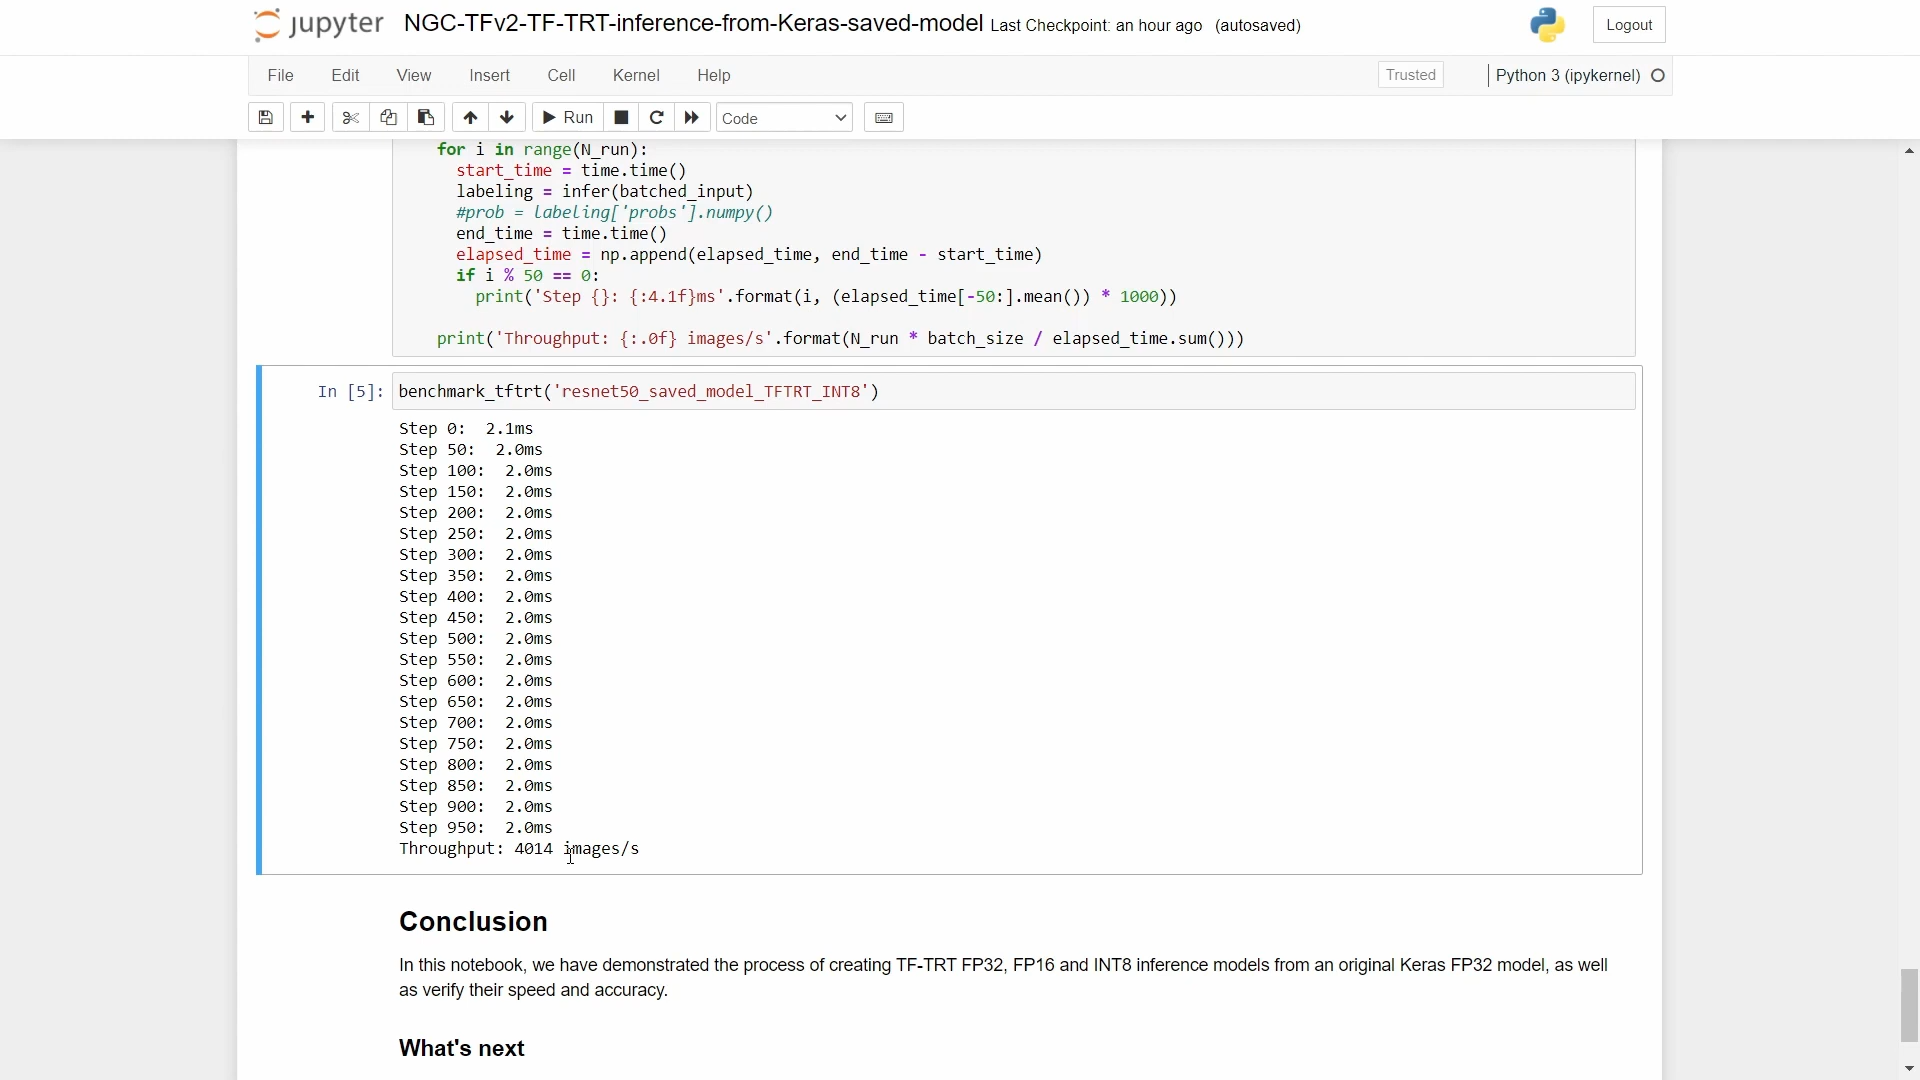 jupyter NGC-TFv2-TF-TRT-inference-from-Keras-saved-model Last Checkpoint: an hour ago (autosaved) Logout
File Edit View Insert Cell Kernel Help Trusted Python 3 (ipykernel)
Run Code
for i in range(N_run):
start_time = time.time()
labeling = infer(batched_input)
#prob = labeling['probs'].numpy()
end_time = time.time()
elapsed_time = np.append(elapsed_time, end_time - start_time)
if i % 50 == 0:
print('Step {}: {:4.1f}ms'.format(i, (elapsed_time[-50:].mean()) * 1000))
print('Throughput: {:.0f} images/s'.format(N_run * batch_size / elapsed_time.sum()))
In [5]: benchmark_tftrt('resnet50_saved_model_TFTRT_INT8')
Step 0: 2.1ms
Step 50: 2.0ms
Step 100: 2.0ms
Step 150: 2.0ms
Step 200: 2.0ms
Step 250: 2.0ms
Step 300: 2.0ms
Step 350: 2.0ms
Step 400: 2.0ms
Step 450: 2.0ms
Step 500: 2.0ms
Step 550: 2.0ms
Step 600: 2.0ms
Step 650: 2.0ms
Step 700: 2.0ms
Step 750: 2.0ms
Step 800: 2.0ms
Step 850: 2.0ms
Step 900: 2.0ms
Step 950: 2.0ms
Throughput: 4014 images/s
Conclusion
In this notebook, we have demonstrated the process of creating TF-TRT FP32, FP16 and INT8 inference models from an original Keras FP32 model, as well
as verify their speed and accuracy.
What's next